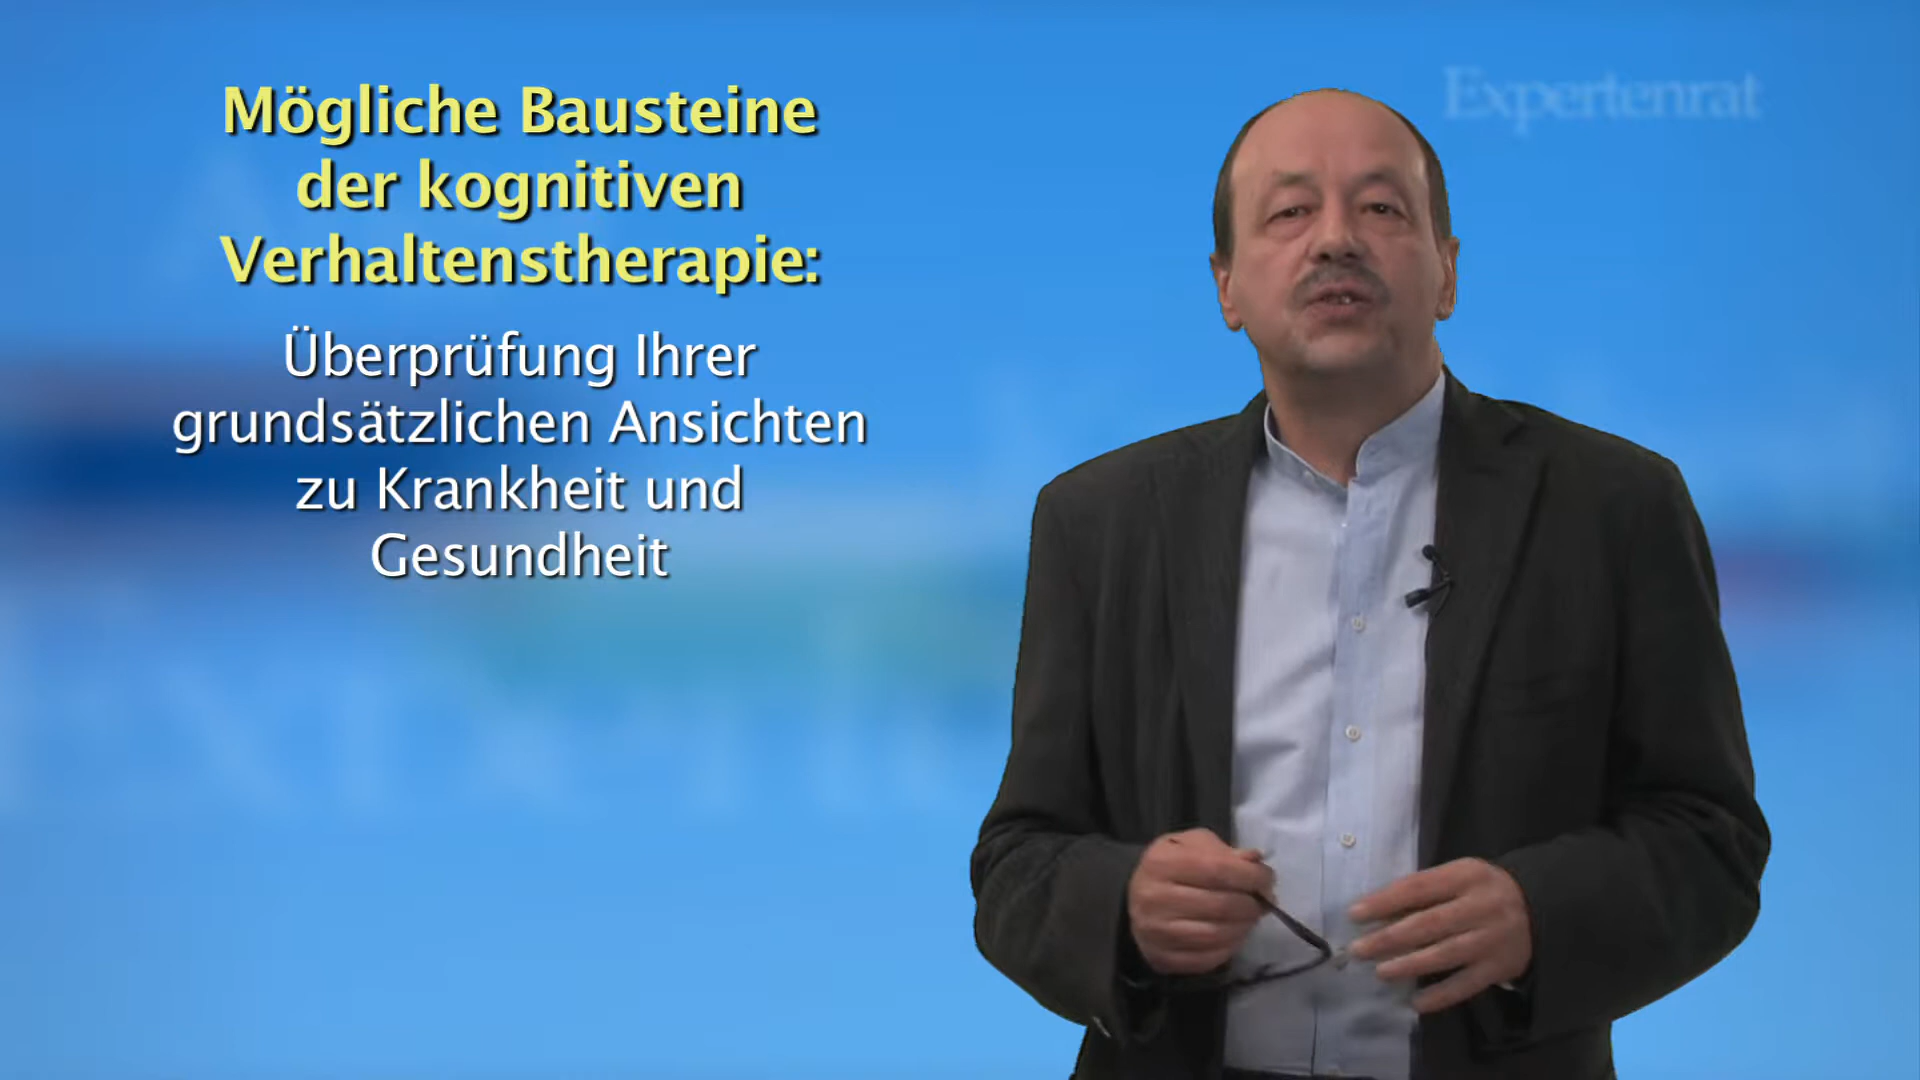 Expertenrat
Mögliche Bausteine
der kognitiven
Verhaltenstherapie:
Überprüfung Ihrer
grundsätzlichen Ansichten
zu Krankheit und
Gesundheit